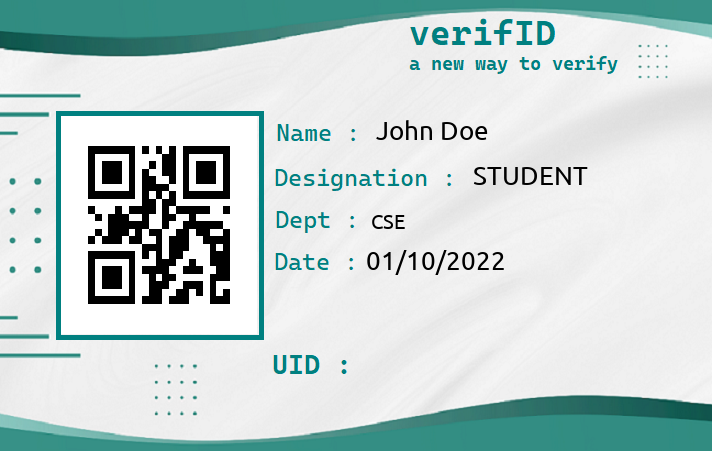 verifID
a new way to verify
Name : John Doe
Designation : STUDENT
Dept : CSE
Date : 01/10/2022
UID :